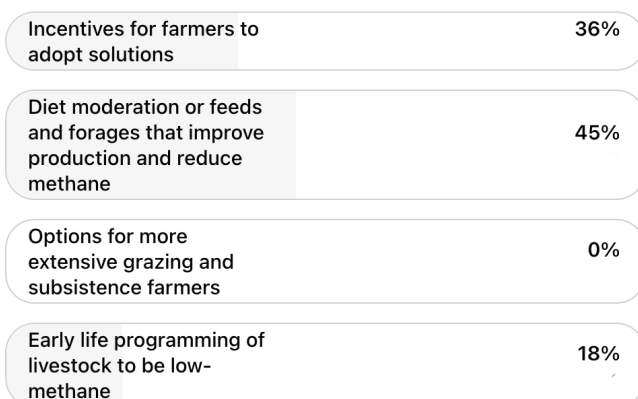 Incentives for farmers to
36%
adopt solutions
Diet moderation or feeds
and forages that improve
45%
production and reduce
methane
Options for more
0%
extensive grazing and
subsistence farmers
Early life programming of
18%
livestock to be low-
methane